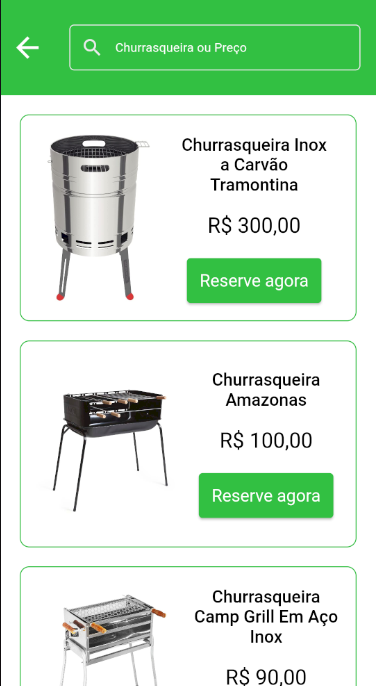 Churrasqueira ou Preço
Churrasqueira Inox
a Carvão
Tramontina
R$ 300,00
Reserve agora
Churrasqueira
Amazonas
R$ 100,00
Reserve agora
Churrasqueira
Camp Grill Em Aço
Inox
R$ 90,00